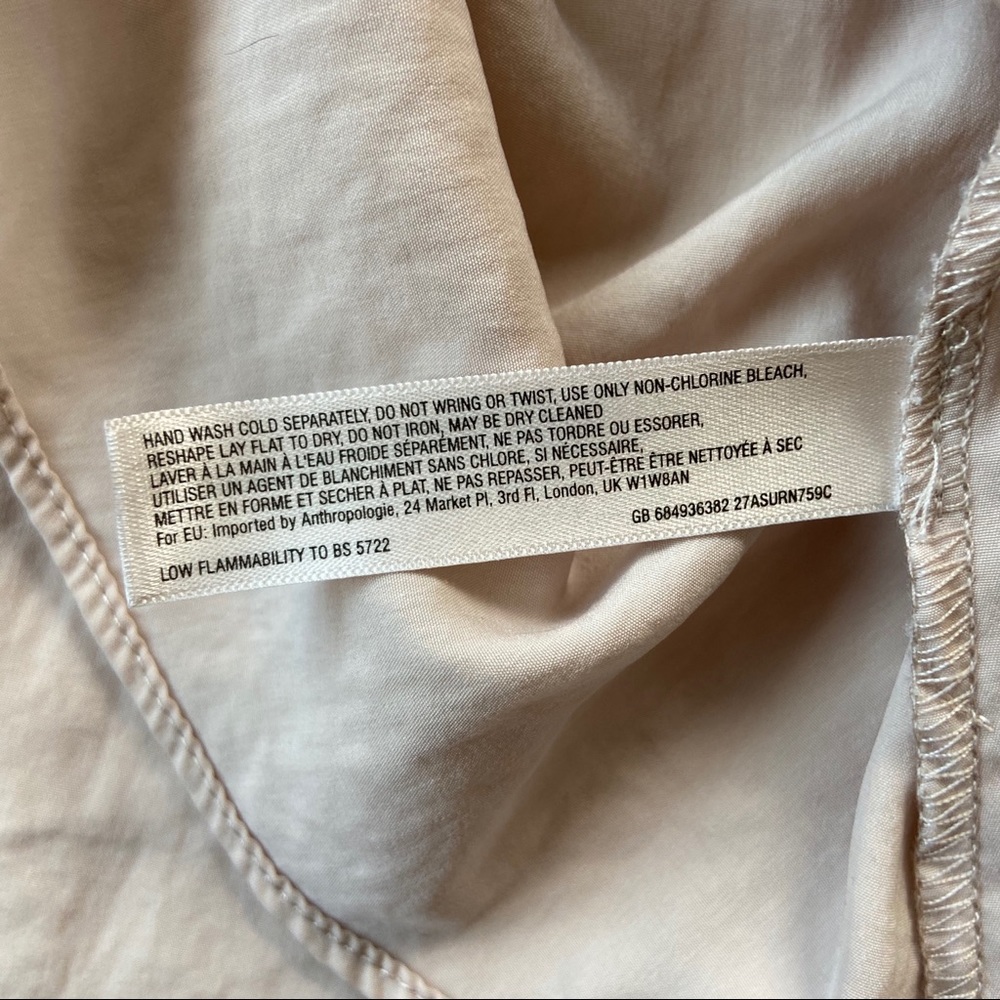 HAND WASH COLD SEPARATELY, DO NOT WRING OR TWIST, USE ONLY NON-CHLORINE BLEACH,
RESHAPE LAY FLAT TO DRY, DO NOT IRON, MAY BE DRY CLEANED
LAVER À LA MAIN À L'EAU FROIDE SÉPARÉMENT, NE PAS TORDRE OU ESSORER,
UTILISER UN AGENT DE BLANCHIMENT SANS CHLORE, SI NÉCESSAIRE,
METTRE EN FORME ET SECHER À PLAT, NE PAS REPASSER, PEUT-ÊTRE ÊTRE NETTOYÉE À SEC
For EU: Imported by Anthropologie, 24 Market Pl, 3rd Fl, London, UK W1W8AN
GB 684936382 27ASURN759C
LOW FLAMMABILITY TO BS 5722